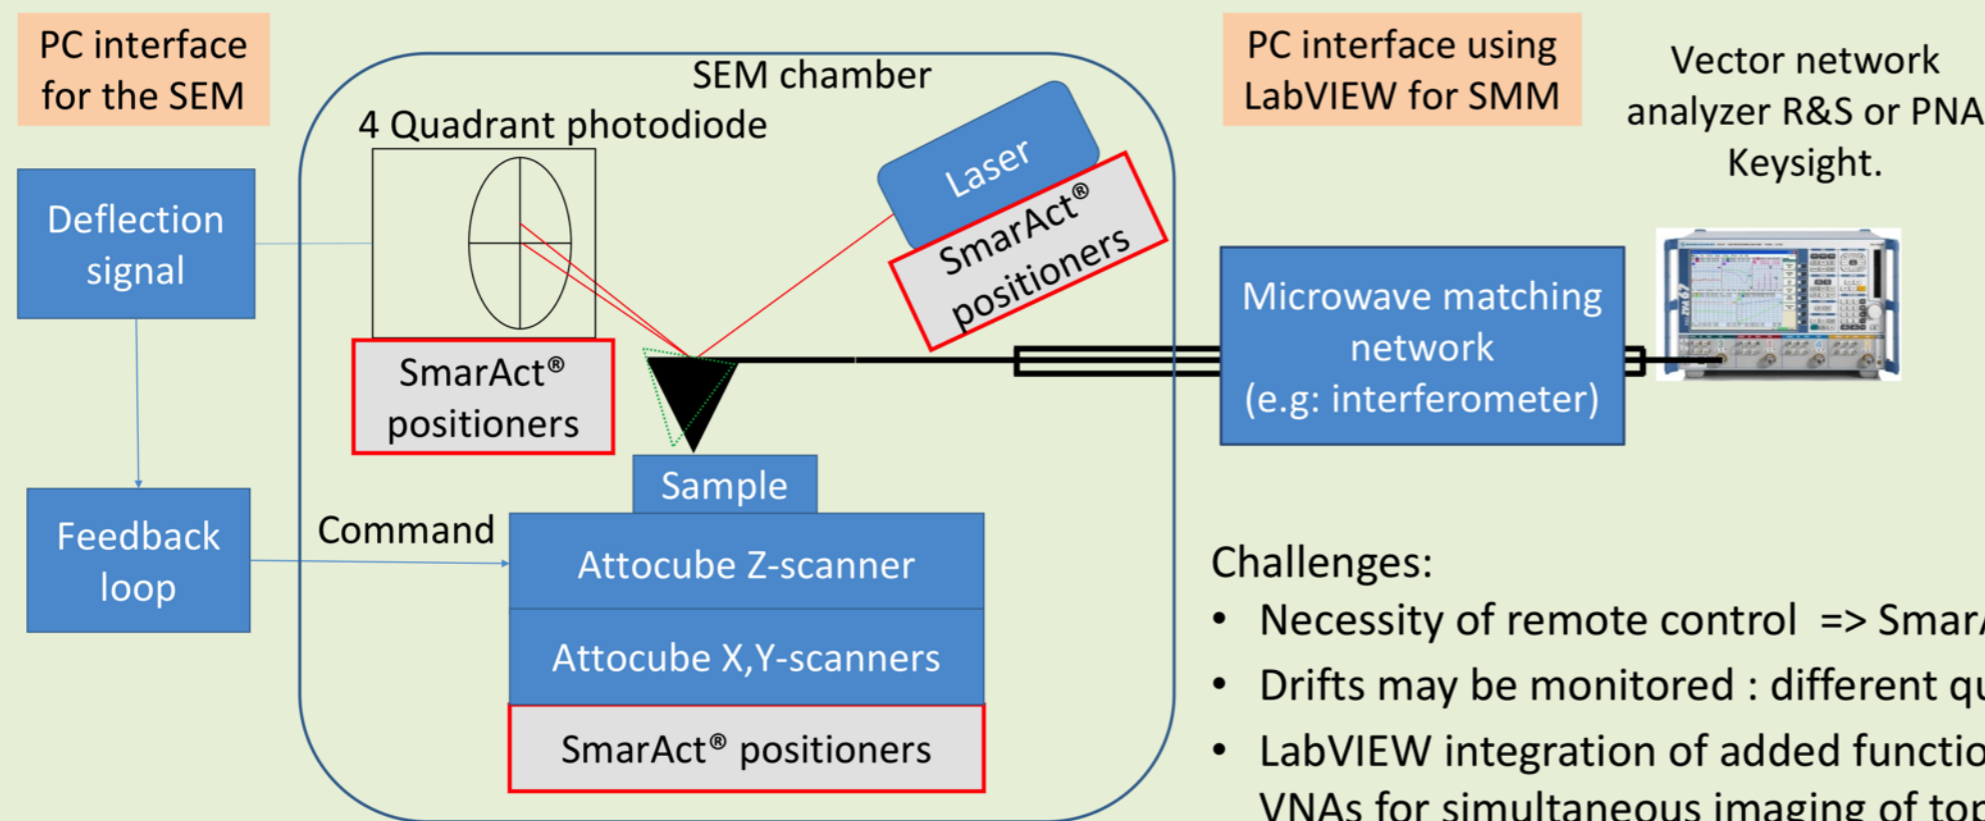 PC interface
for the SEM
SEM chamber
4 Quadrant photodiode
Laser
SmarAct®
positioners
PC interface using
LabVIEW for SMM
Vector network
analyzer R&S or PNA
Keysight.
Deflection
signal
SmarAct®
positioners
Microwave matching
network
(e.g: interferometer)
Sample
Feedback
loop
Command
Attocube Z-scanner
Attocube X,Y-scanners
SmarAct® positioners
Challenges:
• Necessity of remote control => Smar
• Drifts may be monitored : different
• LabVIEW integration of added
VNAs for simultaneous imaging of